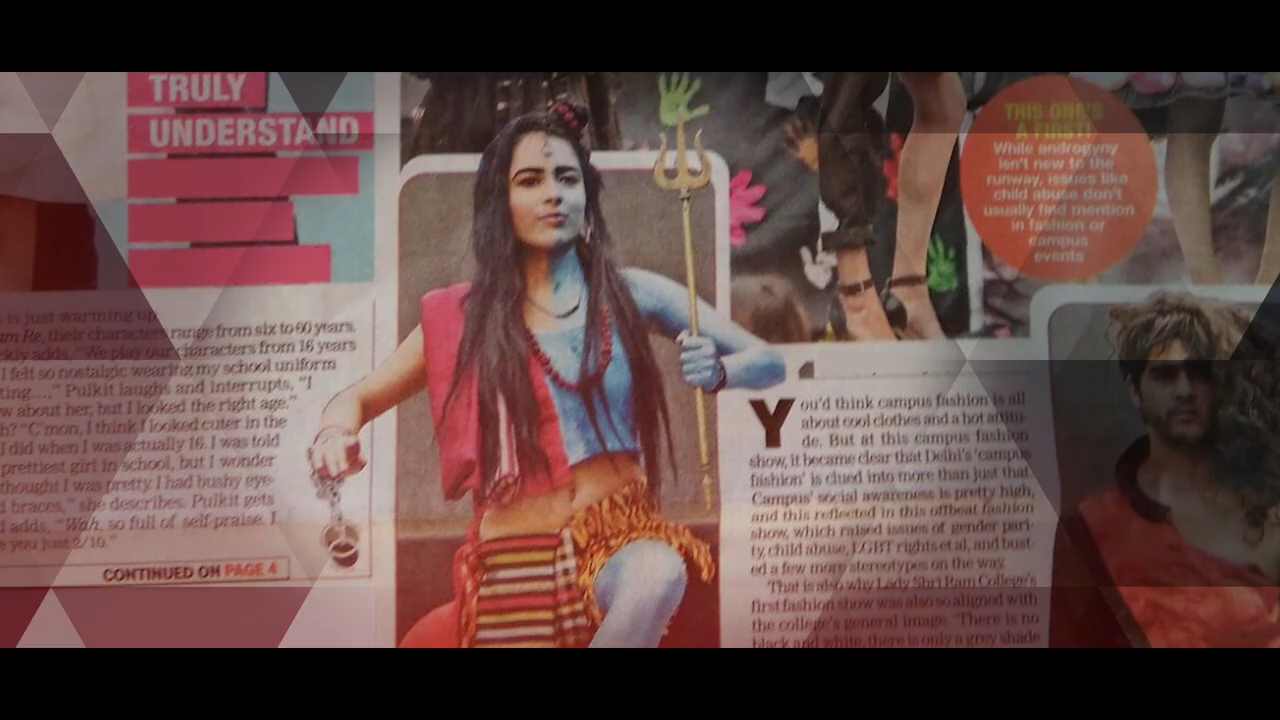 TRULY
UNDERSTAND
is just warming up.
am Re, their characters range from six to 60 years.
adds, "We play our characters from 16 years
I felt so nostalgic wearing my school uniform
Pulkit laughs and interrupts, "I
about her, but I looked the right age."
"C'mon, I think I looked cuter in the
I did when I was actually 16. I was told
prettiest girl in school, but I wonder
thought I was pretty. I had bushy eye-
braces," she describes. Pulkit gets
adds, "Wah, so full of self-praise. I
you just 2/10."
CONTINUED ON PAGE 4
THIS ONE'S
A FIRST!
While androgyny
isn't new to the
runway, issues like
child abuse don't
usually find mention
in fashion or
campus
events
You'd think campus fashion is all
about cool clothes and a hot attitu-
de. But at this campus fashion
show, it became clear that Delhi's 'campus
fashion' is clued into more than just that.
Campus' social awareness is pretty high,
and this reflected in this offbeat fashion
show, which raised issues of gender pari-
ty, child abuse, LGBT rights et al, and bust-
ed a few more stereotypes on the way.
That is also why Lady Shri Ram College's
first fashion show was also so aligned with
the college's general image. "There is no
black and white, there is only a grey shade